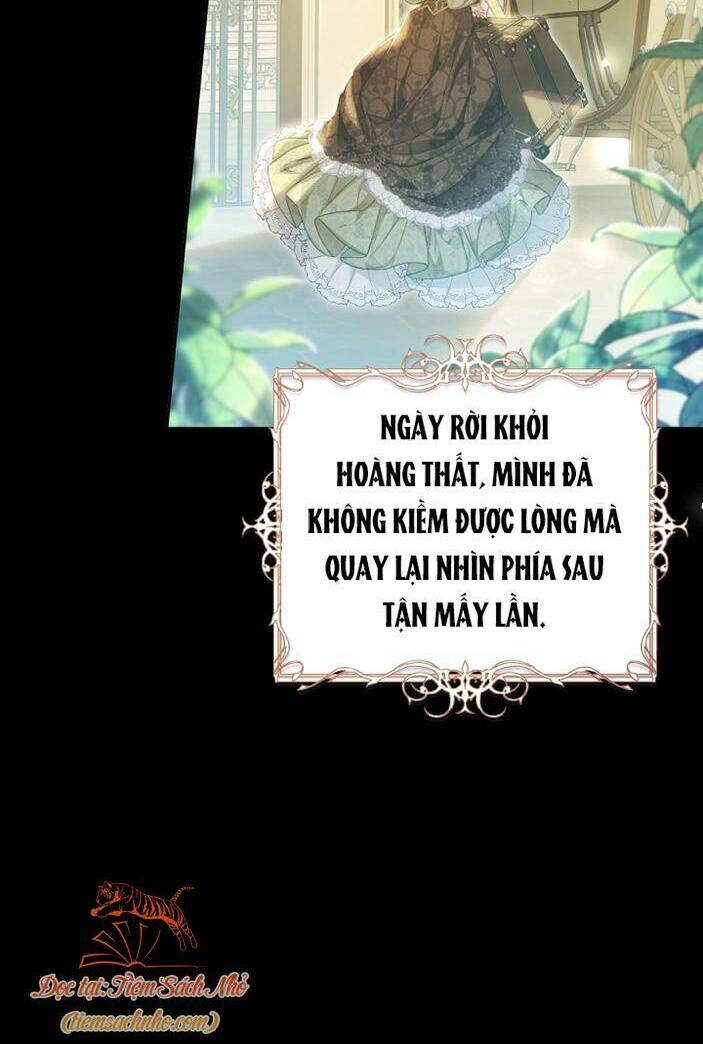 NGÀY RỜI KHỎI
HOÀNG THẤT, MÌNH ĐÃ
KHÔNG KIỀM ĐƯỢC LÒNG MÀ
QUAY LẠI NHÌN PHÍA SAU
TẬN MẤY LẦN.
Đọc tại: Tiệm Sách Nhỏ
(tiemsachnho.com)